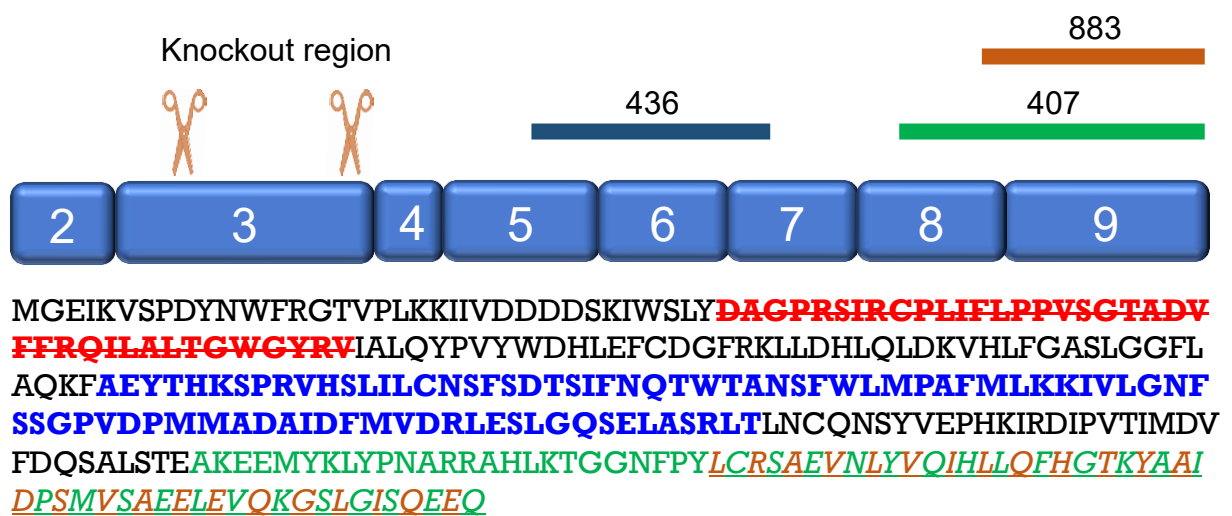 883
Knockout region
436
407
2 3 4 5 6 7 8 9
MGEIKVSPDYNWFRGTVPLKKIIVDDDDSKIWSLYDAGPRSIRCPLIFLPPVSGTADV
FFRQILALTGWGYRVIALQYPVYWDHLEFCDGFRKLLDHLQLDKVHLFGASLGGFL
AQKFAEYTHKSPRVHSLILCNSFSDTSIFNQTWTANSFWLMPAFMLKKIVLGNF
SSGPVDPMMADAIDFMVDRLESLGQSELASRLTLNCQNSYVEPHKIRDIPVTIMDV
FDQSALSTEAKEEMYKLYPNARRAHLKTGGNFPYLCRSAEVNLYVQIHLLQFHGTKYAAI
DPSMVSAEELEVQKGSLGISQEEQ